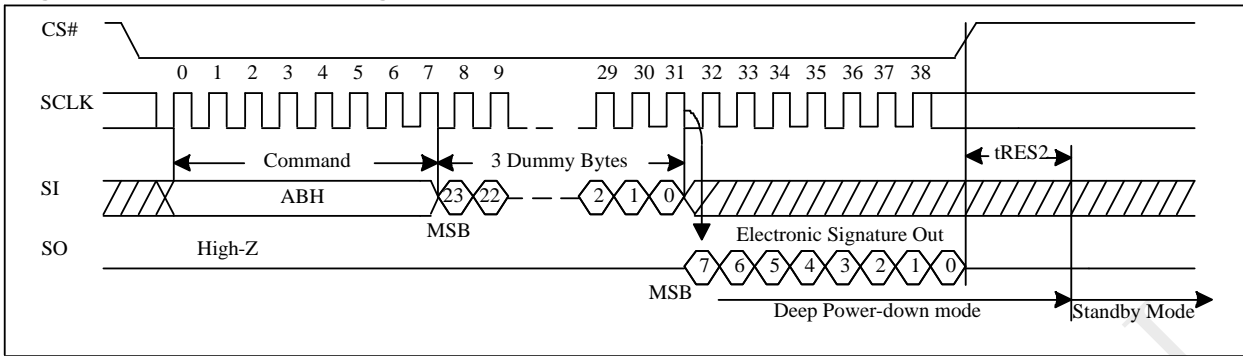 CS#
0 1 2 3 4 5 6 7 8 9 29 30 31 32 33 34 35 36 37 38
SCLK
Command 3 Dummy Bytes tRES2
SI ABH 23 22 2 1 0
MSB
SO High-Z Electronic Signature Out
7 6 5 4 3 2 1 0
MSB
Deep Power-down mode Standby Mode